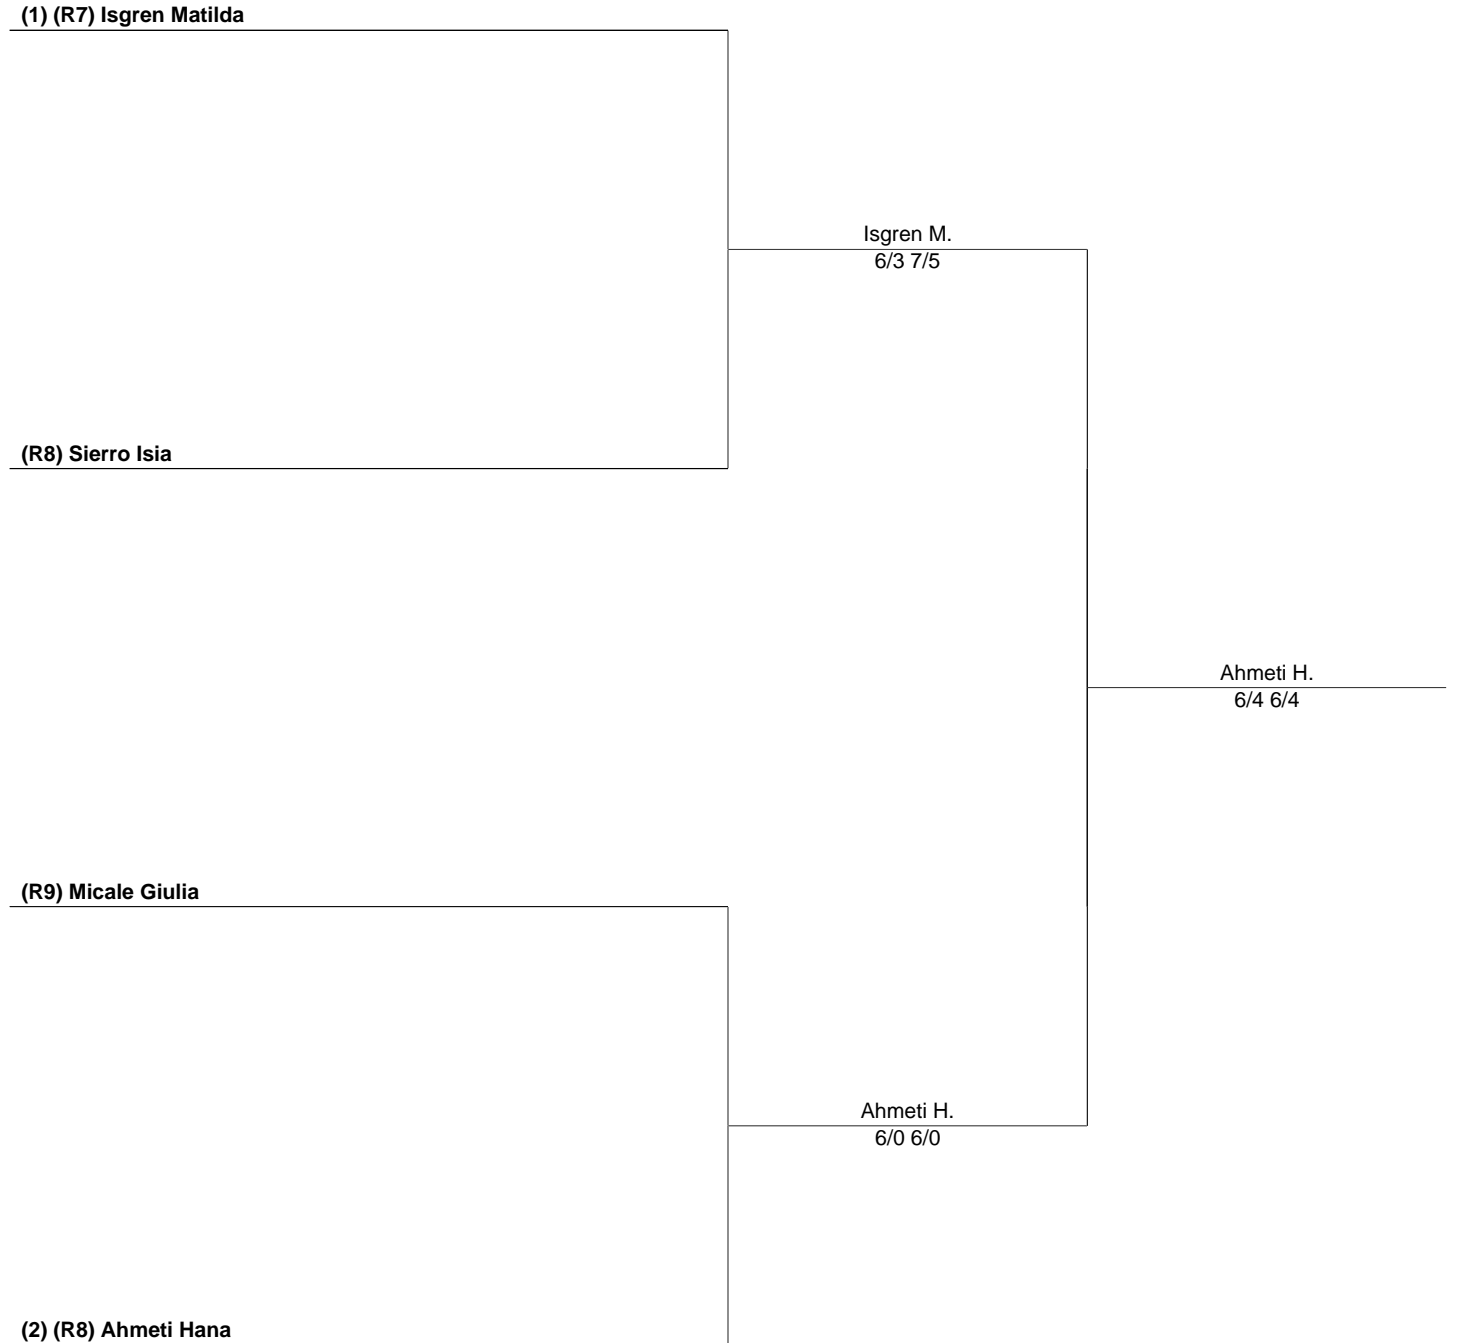 (1) (R7) Isgren Matilda
Isgren M.
6/3 7/5
(R8) Sierro Isia
Ahmeti H.
6/4 6/4
(R9) Micale Giulia
Ahmeti H.
6/0 6/0
(2) (R8) Ahmeti Hana